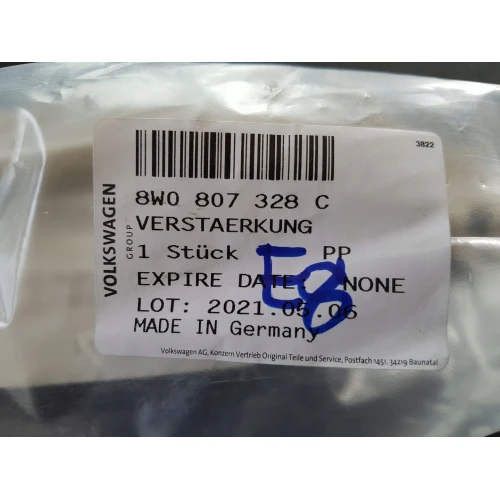 3822
VOLKSWAGEN
GROUP
8W0 807 328 C
VERSTAERKUNG
1 Stück PP
EXPIRE DATE: NONE
LOT: 2021.05.06
MADE IN Germany
E8
Volkswagen AG, Konzern Vertrieb Original Teile und Service, Postfach 1451, 34219 Baunatal